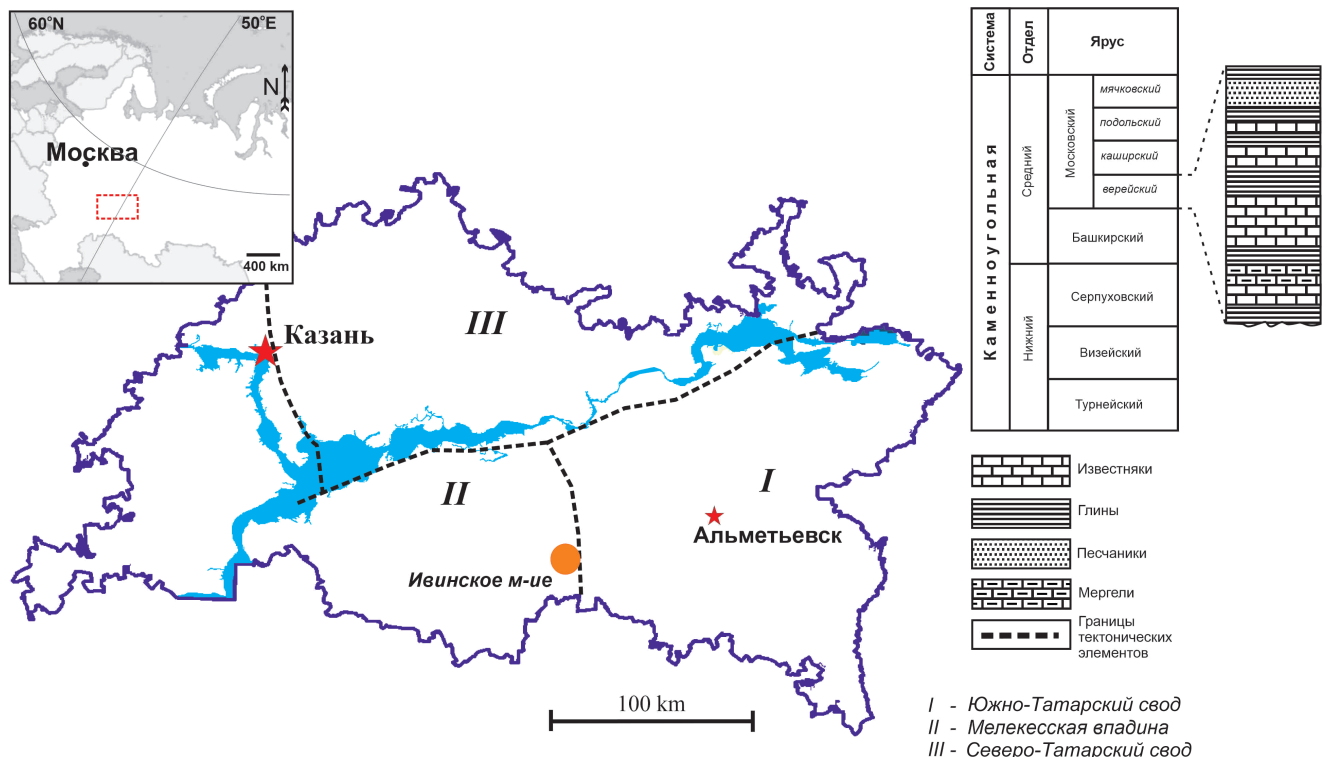 60°N
50°E
N
Москва
400 km
Казань
III
II
I
Альметьевск
Ивинское м-ие
100 km
Система
Отдел
Ярус
Каменноугольная
Средний
Нижний
Московский
мячковский
подольский
каширский
верейский
Башкирский
Серпуховский
Визейский
Турнейский
Известняки
Глины
Песчаники
Мергели
Границы
тектонических
элементов
I - Южно-Татарский свод
II - Мелекесская впадина
III - Северо-Татарский свод